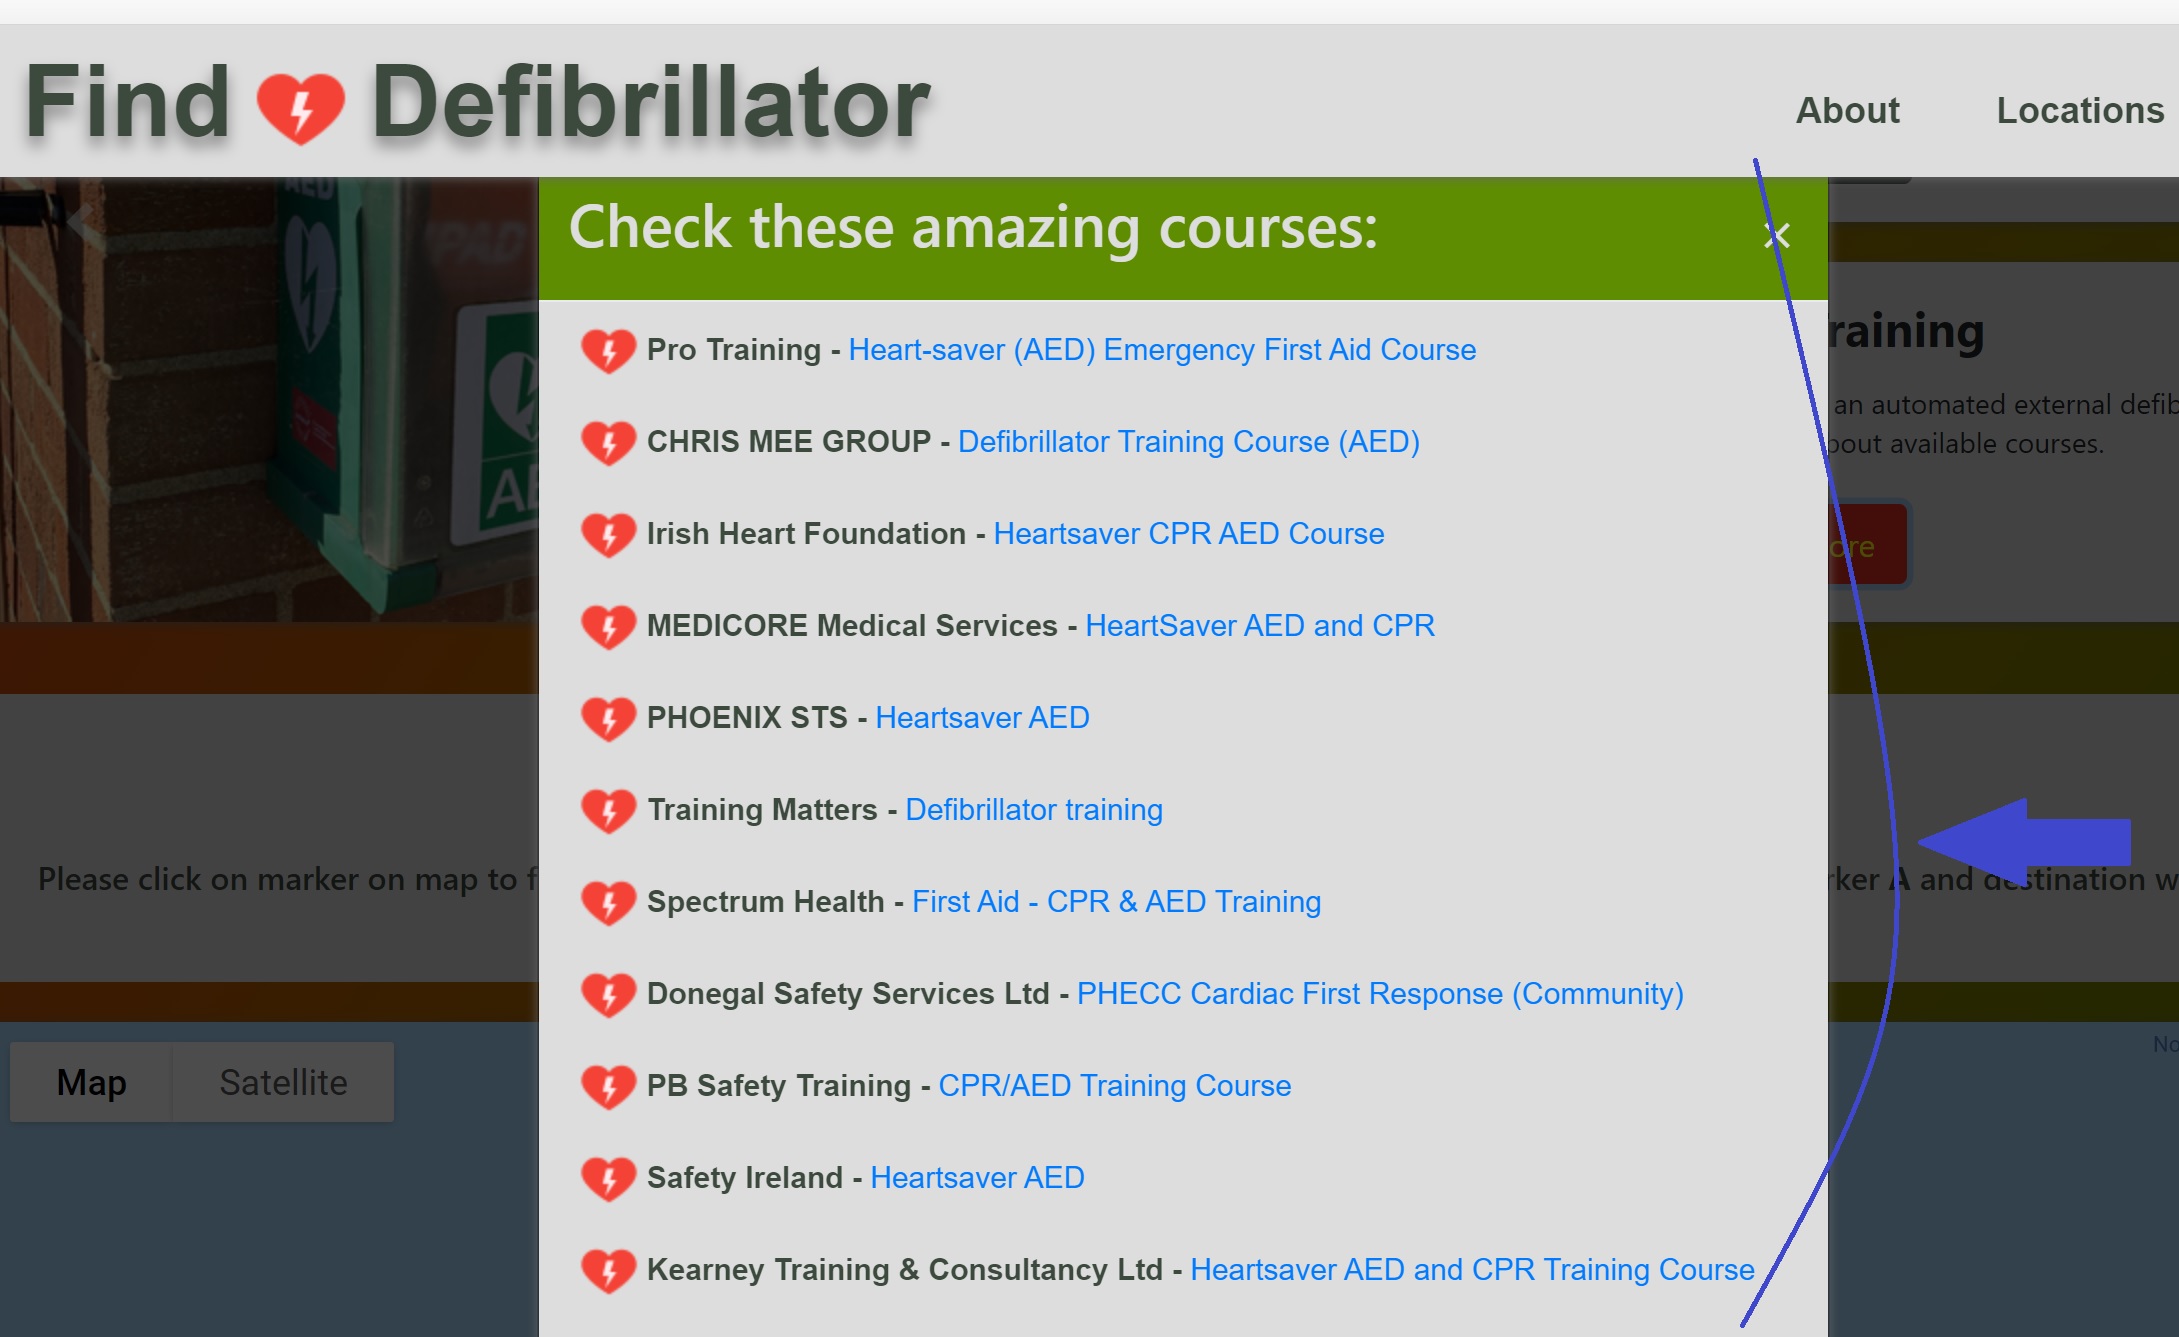 Find Defibrillator
About Locations
AED
PAD
Check these amazing courses:
×
Pro Training - Heart-saver (AED) Emergency First Aid Course
raining
an automated external defib
CHRIS MEE GROUP - Defibrillator Training Course (AED)
bout available courses.
AE
Irish Heart Foundation - Heartsaver CPR AED Course
ore
MEDICORE Medical Services - HeartSaver AED and CPR
PHOENIX STS - Heartsaver AED
Training Matters - Defibrillator training
Please click on marker on map to f
rker A and destination w
Spectrum Health - First Aid - CPR & AED Training
Donegal Safety Services Ltd - PHECC Cardiac First Response (Community)
No
Map Satellite
PB Safety Training - CPR/AED Training Course
Safety Ireland - Heartsaver AED
Kearney Training & Consultancy Ltd - Heartsaver AED and CPR Training Course